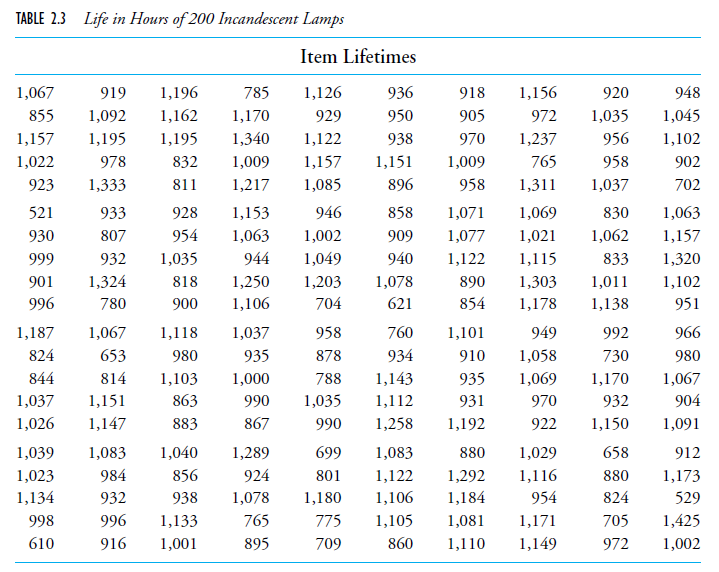 TABLE 2.3 Life in Hours of 200 Incandescent Lamps
Item Lifetimes
1,067 919 1,196 785 1,126 936 918 1,156 920 948
855 1,092 1,162 1,170 929 950 905 972 1,035 1,045
1,157 1,195 1,195 1,340 1,122 938 970 1,237 956 1,102
1,022 978 832 1,009 1,157 1,151 1,009 765 958 902
923 1,333 811 1,217 1,085 896 958 1,311 1,037 702
521 933 928 1,153 946 858 1,071 1,069 830 1,063
930 807 954 1,063 1,002 909 1,077 1,021 1,062 1,157
999 932 1,035 944 1,049 940 1,122 1,115 833 1,320
901 1,324 818 1,250 1,203 1,078 890 1,303 1,011 1,102
996 780 900 1,106 704 621 854 1,178 1,138 951
1,187 1,067 1,118 1,037 958 760 1,101 949 992 966
824 653 980 935 878 934 910 1,058 730 980
844 814 1,103 1,000 788 1,143 935 1,069 1,170 1,067
1,037 1,151 863 990 1,035 1,112 931 970 932 904
1,026 1,147 883 867 990 1,258 1,192 922 1,150 1,091
1,039 1,083 1,040 1,289 699 1,083 880 1,029 658 912
1,023 984 856 924 801 1,122 1,292 1,116 880 1,173
1,134 932 938 1,078 1,180 1,106 1,184 954 824 529
998 996 1,133 765 775 1,105 1,081 1,171 705 1,425
610 916 1,001 895 709 860 1,110 1,149 972 1,002